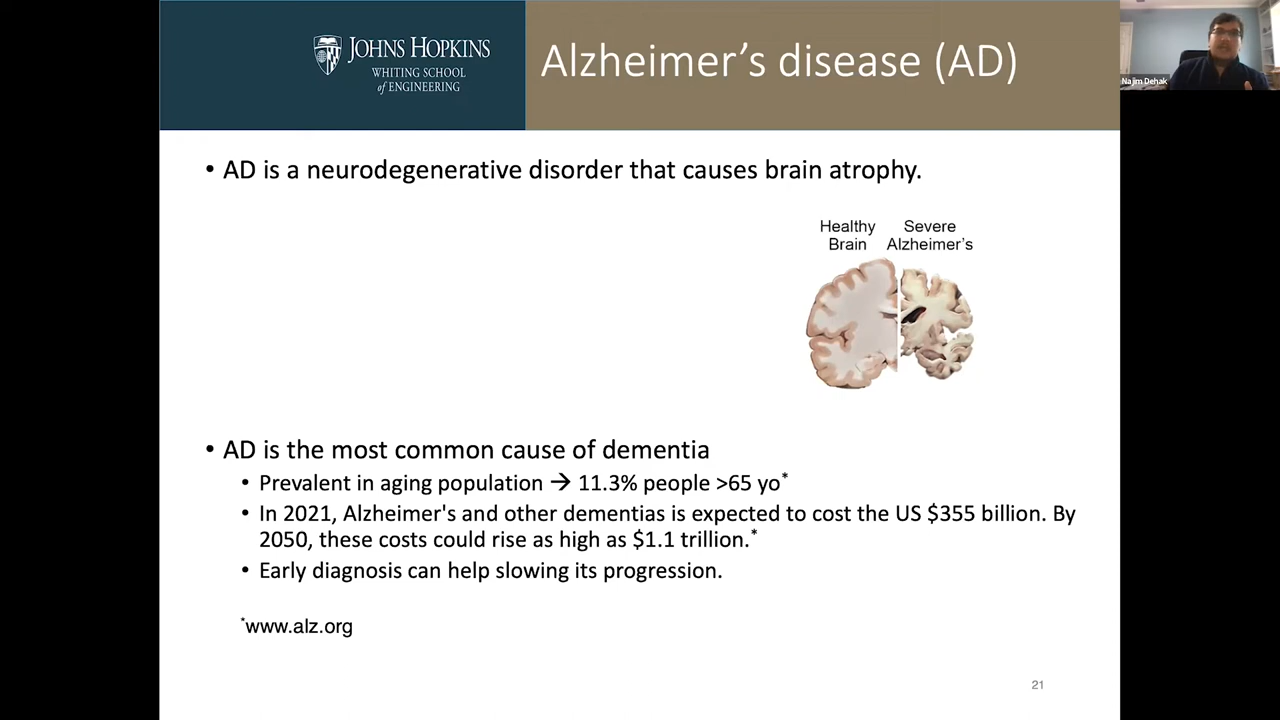 JOHNS HOPKINS
WHITING SCHOOL
of ENGINEERING
Alzheimer’s disease (AD)
Najim Dehak
• AD is a neurodegenerative disorder that causes brain atrophy.
Healthy Brain
Severe Alzheimer’s
• AD is the most common cause of dementia
• Prevalent in aging population → 11.3% people >65 yo*
• In 2021, Alzheimer's and other dementias is expected to cost the US $355 billion. By
2050, these costs could rise as high as $1.1 trillion.*
• Early diagnosis can help slowing its progression.
*www.alz.org
21